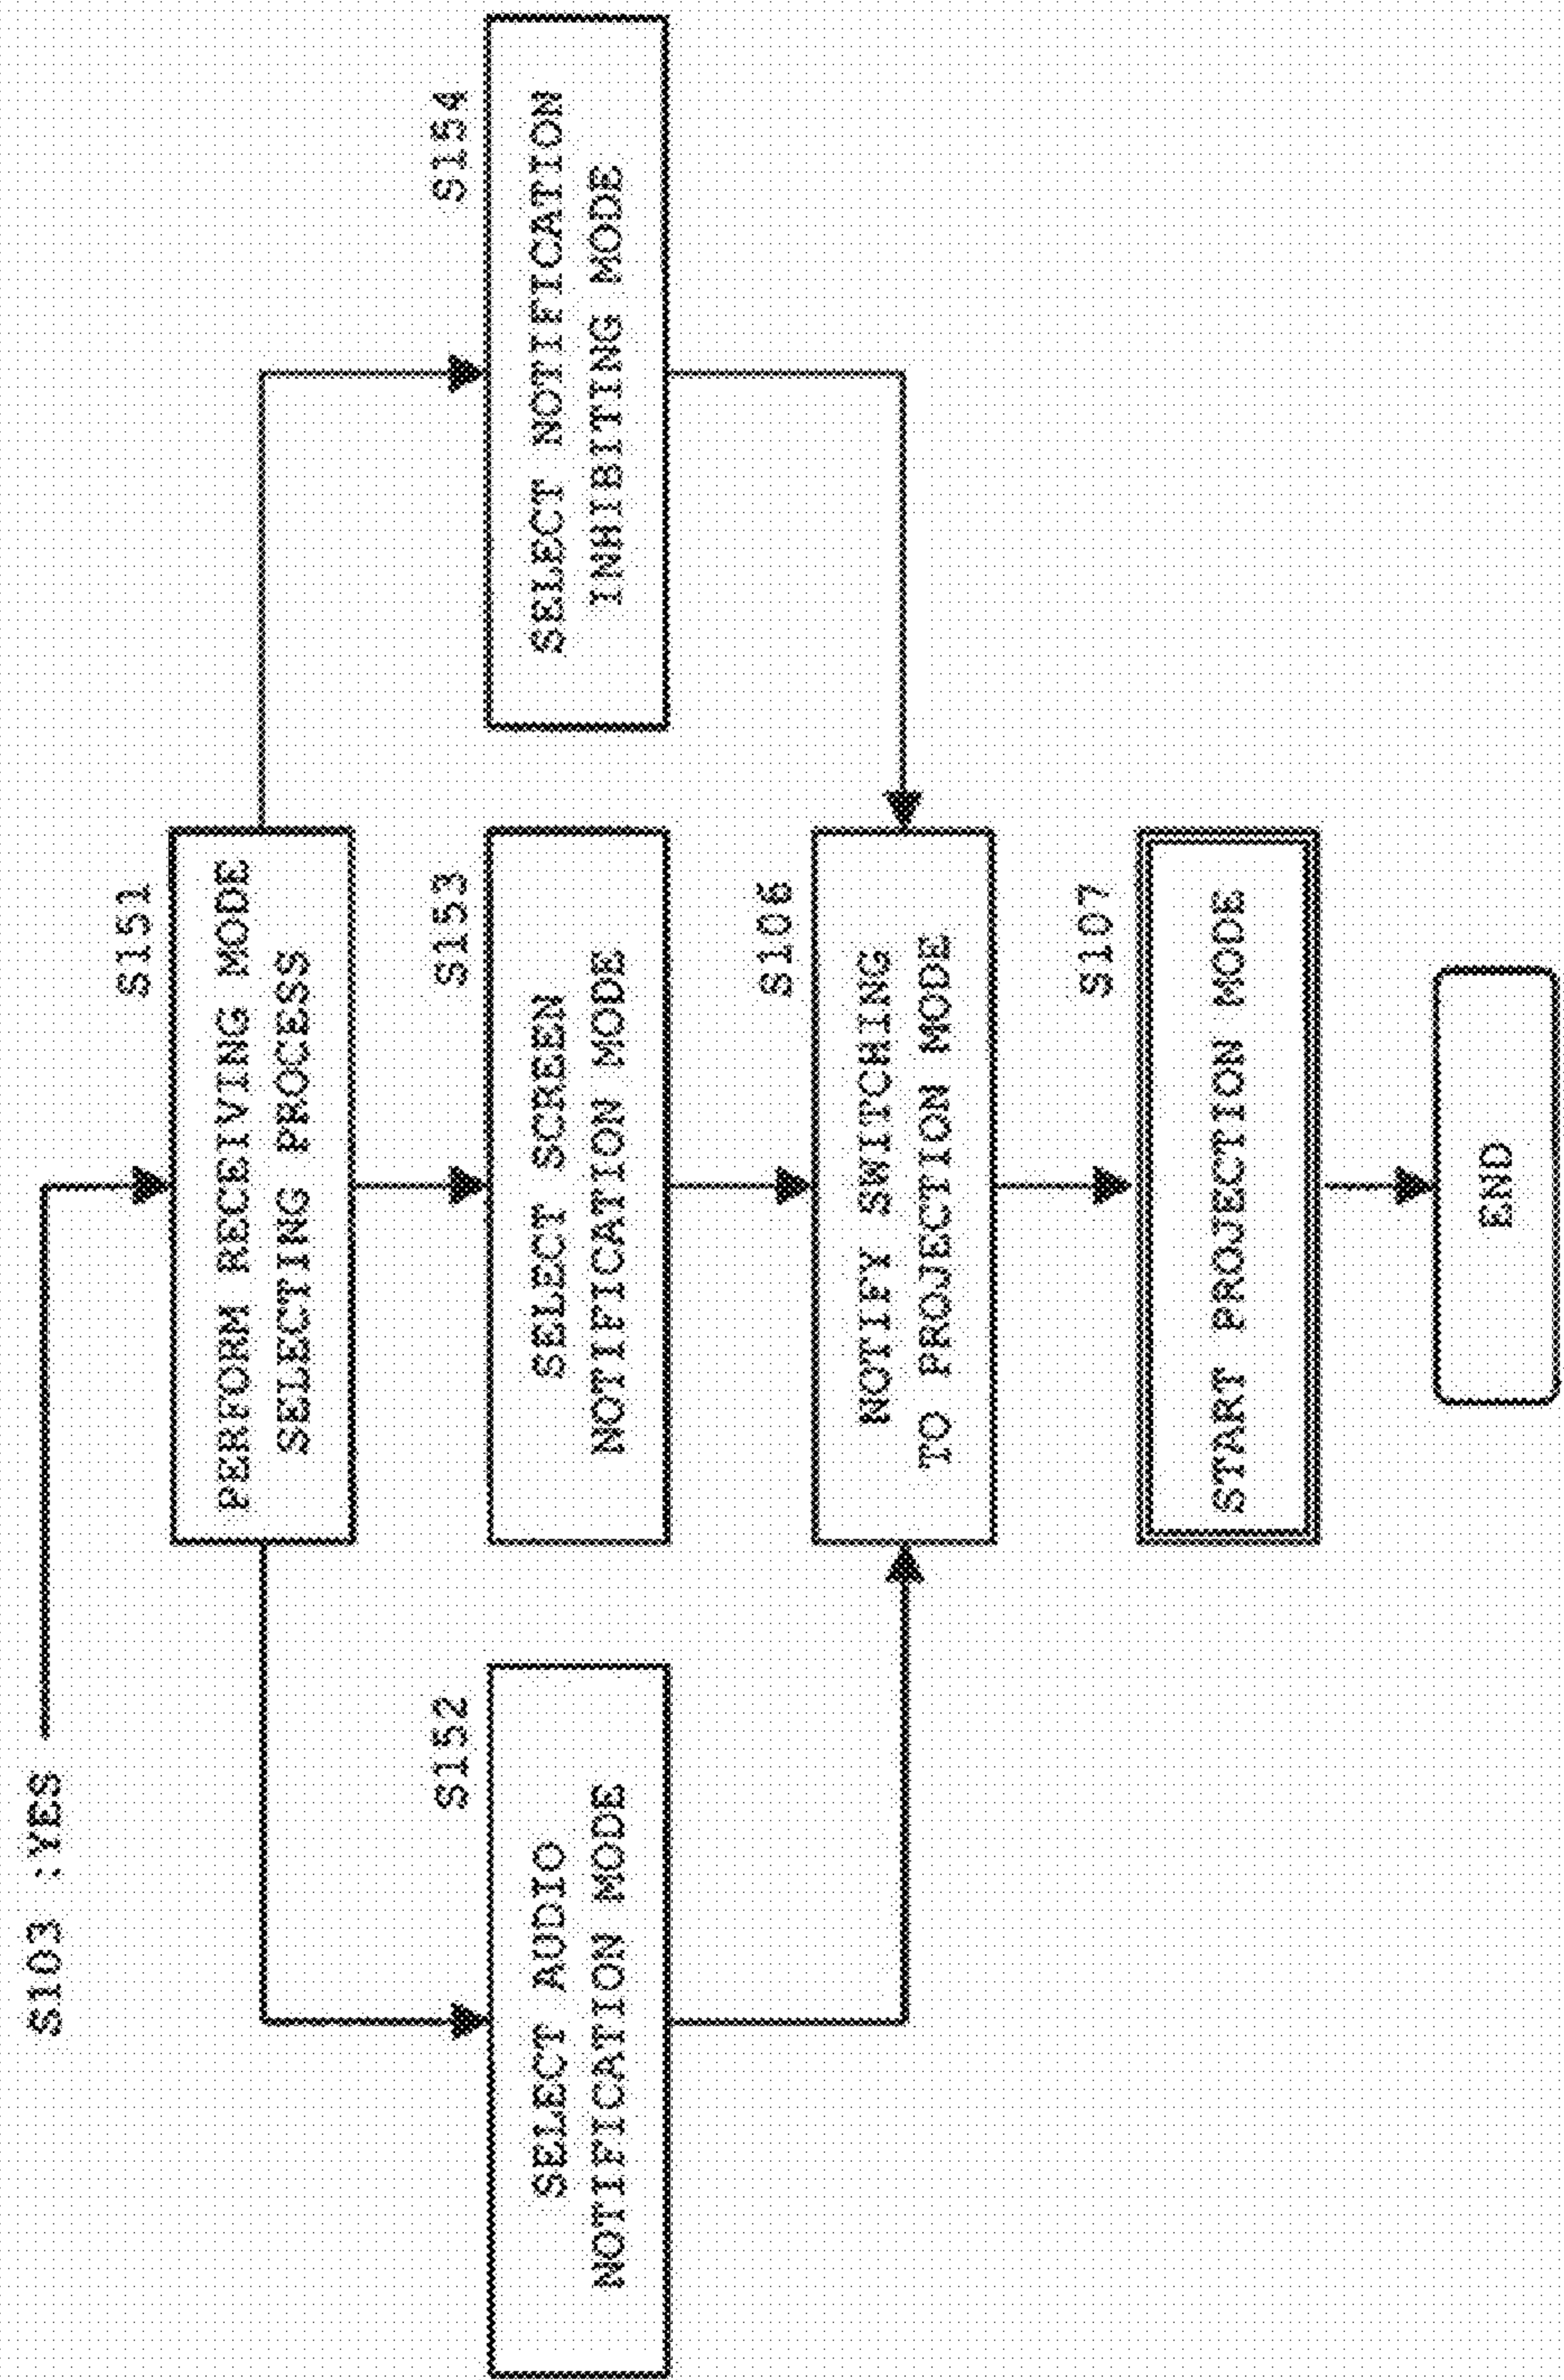 S103 :YES
S151
PERFORM RECEIVING MODE
SELECTING PROCESS
S152
SELECT AUDIO
NOTIFICATION MODE
S153
SELECT SCREEN
NOTIFICATION MODE
S154
SELECT NOTIFICATION
INHIBITING MODE
S106
NOTIFY SWITCHING
TO PROJECTION MODE
S107
START PROJECTION MODE
END